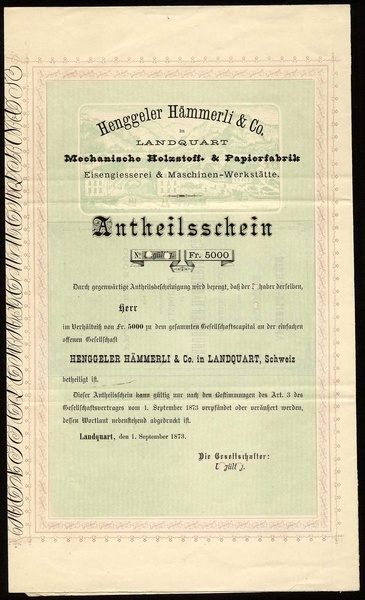 Henggeler Hämmerli & Co.
in
LANDQUART
Mechanische Holzstoff- & Papierfabrik
Eisengiesserei & Maschinen-Werkstätte.
Antheilsschein
No. Fr. 5000
Durch gegenwärtige Antheilsbescheinigung wird bezeugt, daß der Inhaber derselben,
Herr
im Verhältniß von Fr. 5000 zu dem gesammten Gesellschaftscapital an der einfachen
offenen Gesellschaft
HENGGELER HÄMMERLI & Co. in LANDQUART, Schweiz
betheiligt ist.
Dieser Antheilschein kann gültig nur nach den Bestimmungen des Art. 3 des
Gesellschaftsvertrages vom 1. September 1873 verpfändet oder veräußert werden,
dessen Wortlaut nebenstehend abgedruckt ist.
Landquart, den 1. September 1873.
Die Gesellschafter: